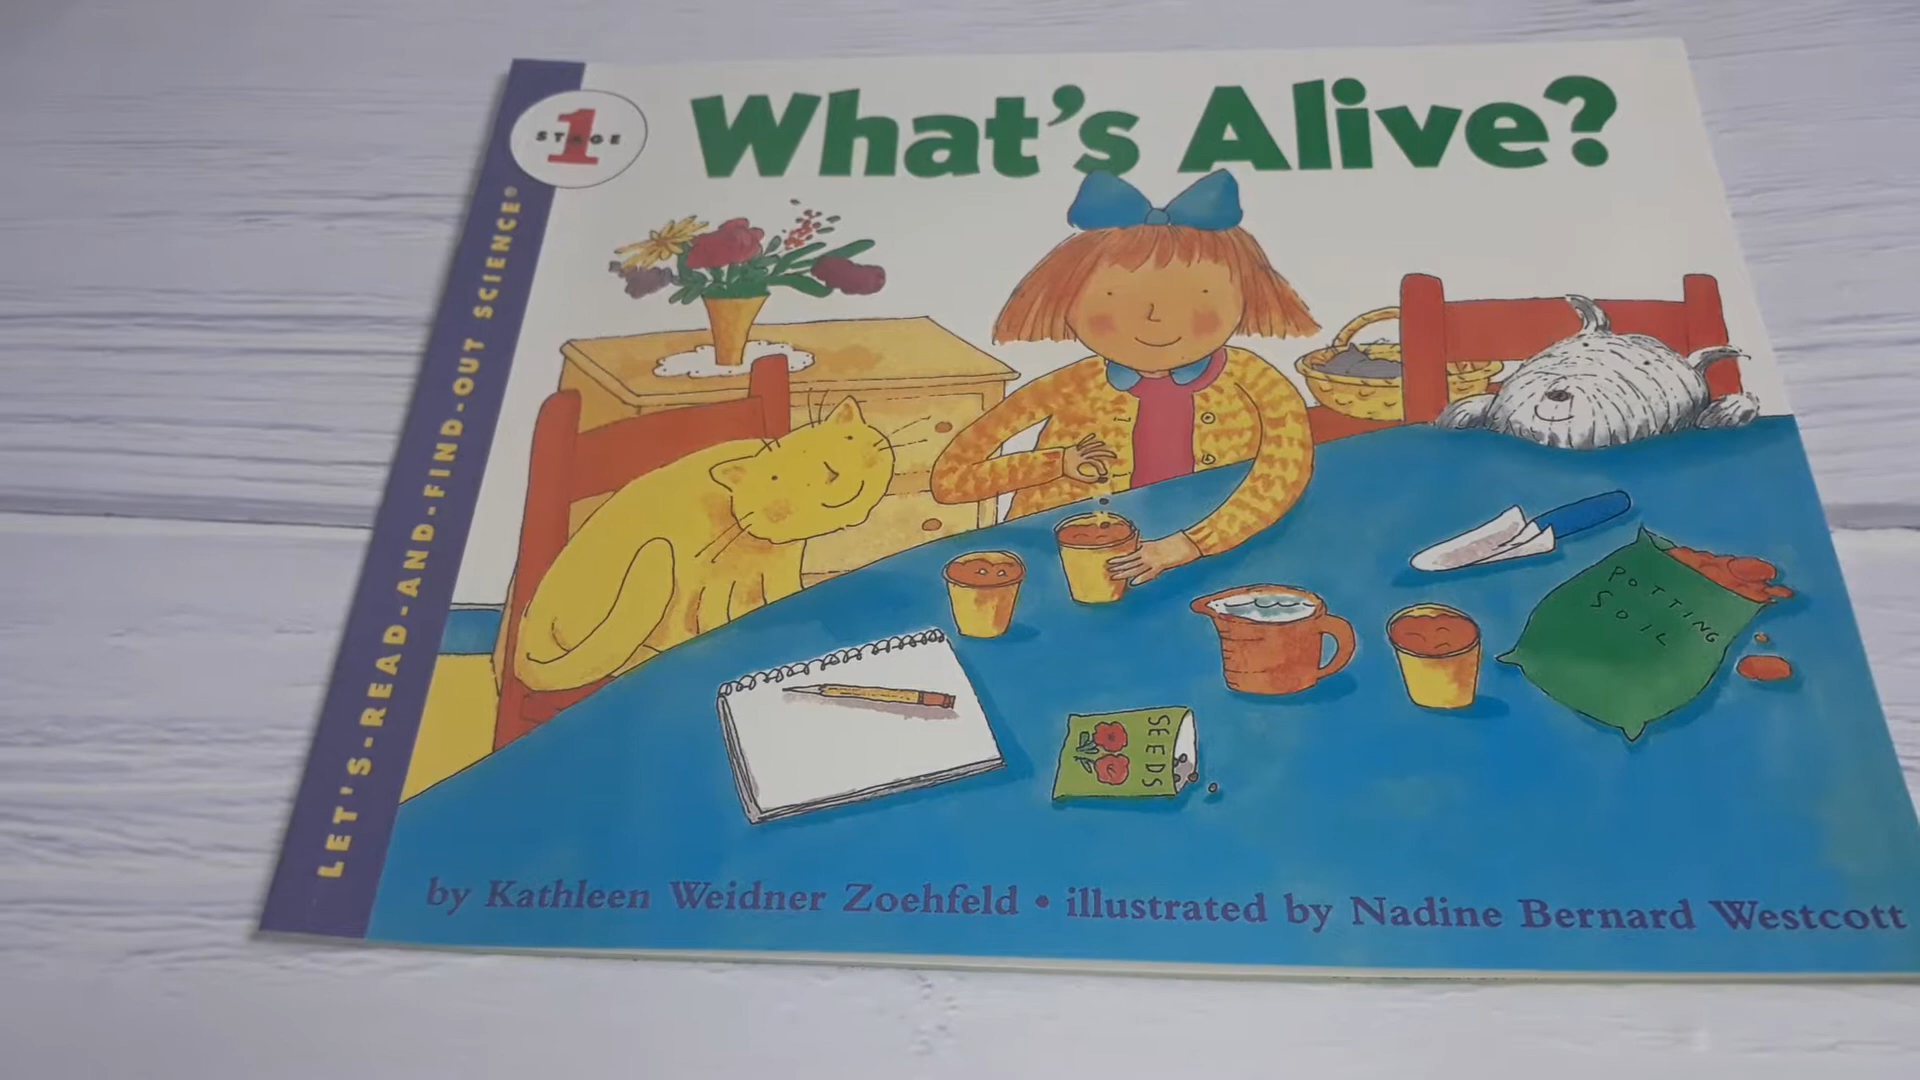 What's Alive?
1
STAGE
LET'S-READ-AND-FIND-OUT SCIENCE®
POTTING
SOIL
SEEDS
by Kathleen Weidner Zoehfeld • illustrated by Nadine Bernard Westcott